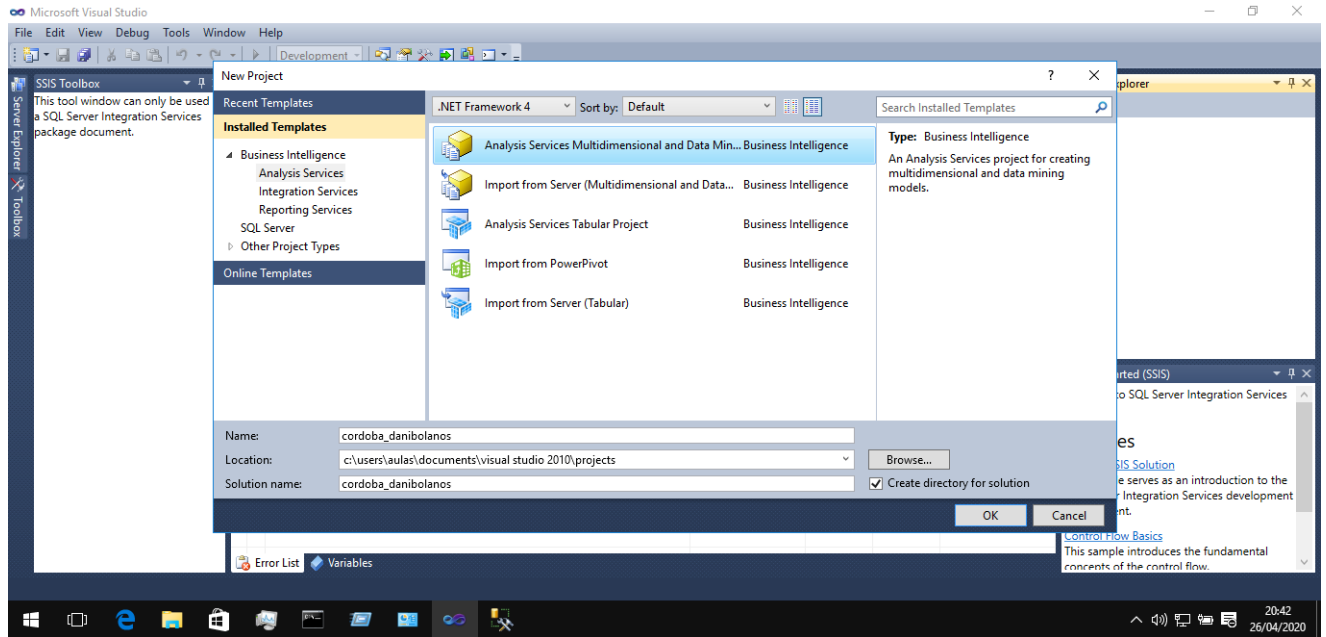 Microsoft Visual Studio
File Edit View Debug Tools Window Help
Development
SSIS Toolbox
This tool window can only be used
a SQL Server Integration Services
package document.
Server Explorer
Toolbox
New Project
?
Recent Templates
Installed Templates
Business Intelligence
Analysis Services
Integration Services
Reporting Services
SQL Server
Other Project Types
Online Templates
.NET Framework 4
Sort by: Default
Search Installed Templates
Analysis Services Multidimensional and Data Min... Business Intelligence
Import from Server (Multidimensional and Data... Business Intelligence
Analysis Services Tabular Project Business Intelligence
Import from PowerPivot Business Intelligence
Import from Server (Tabular) Business Intelligence
Type: Business Intelligence
An Analysis Services project for creating
multidimensional and data mining
models.
Name: cordoba_danibolanos
Location: c:\users\aulas\documents\visual studio 2010\projects
Browse...
Solution name: cordoba_danibolanos
Create directory for solution
OK Cancel
plorer
rted (SSIS)
to SQL Server Integration Services
es
SIS Solution
e serves as an introduction to the
r Integration Services development
ent.
Control Flow Basics
This sample introduces the fundamental
concepts of the control flow.
Error List Variables
20:42
26/04/2020